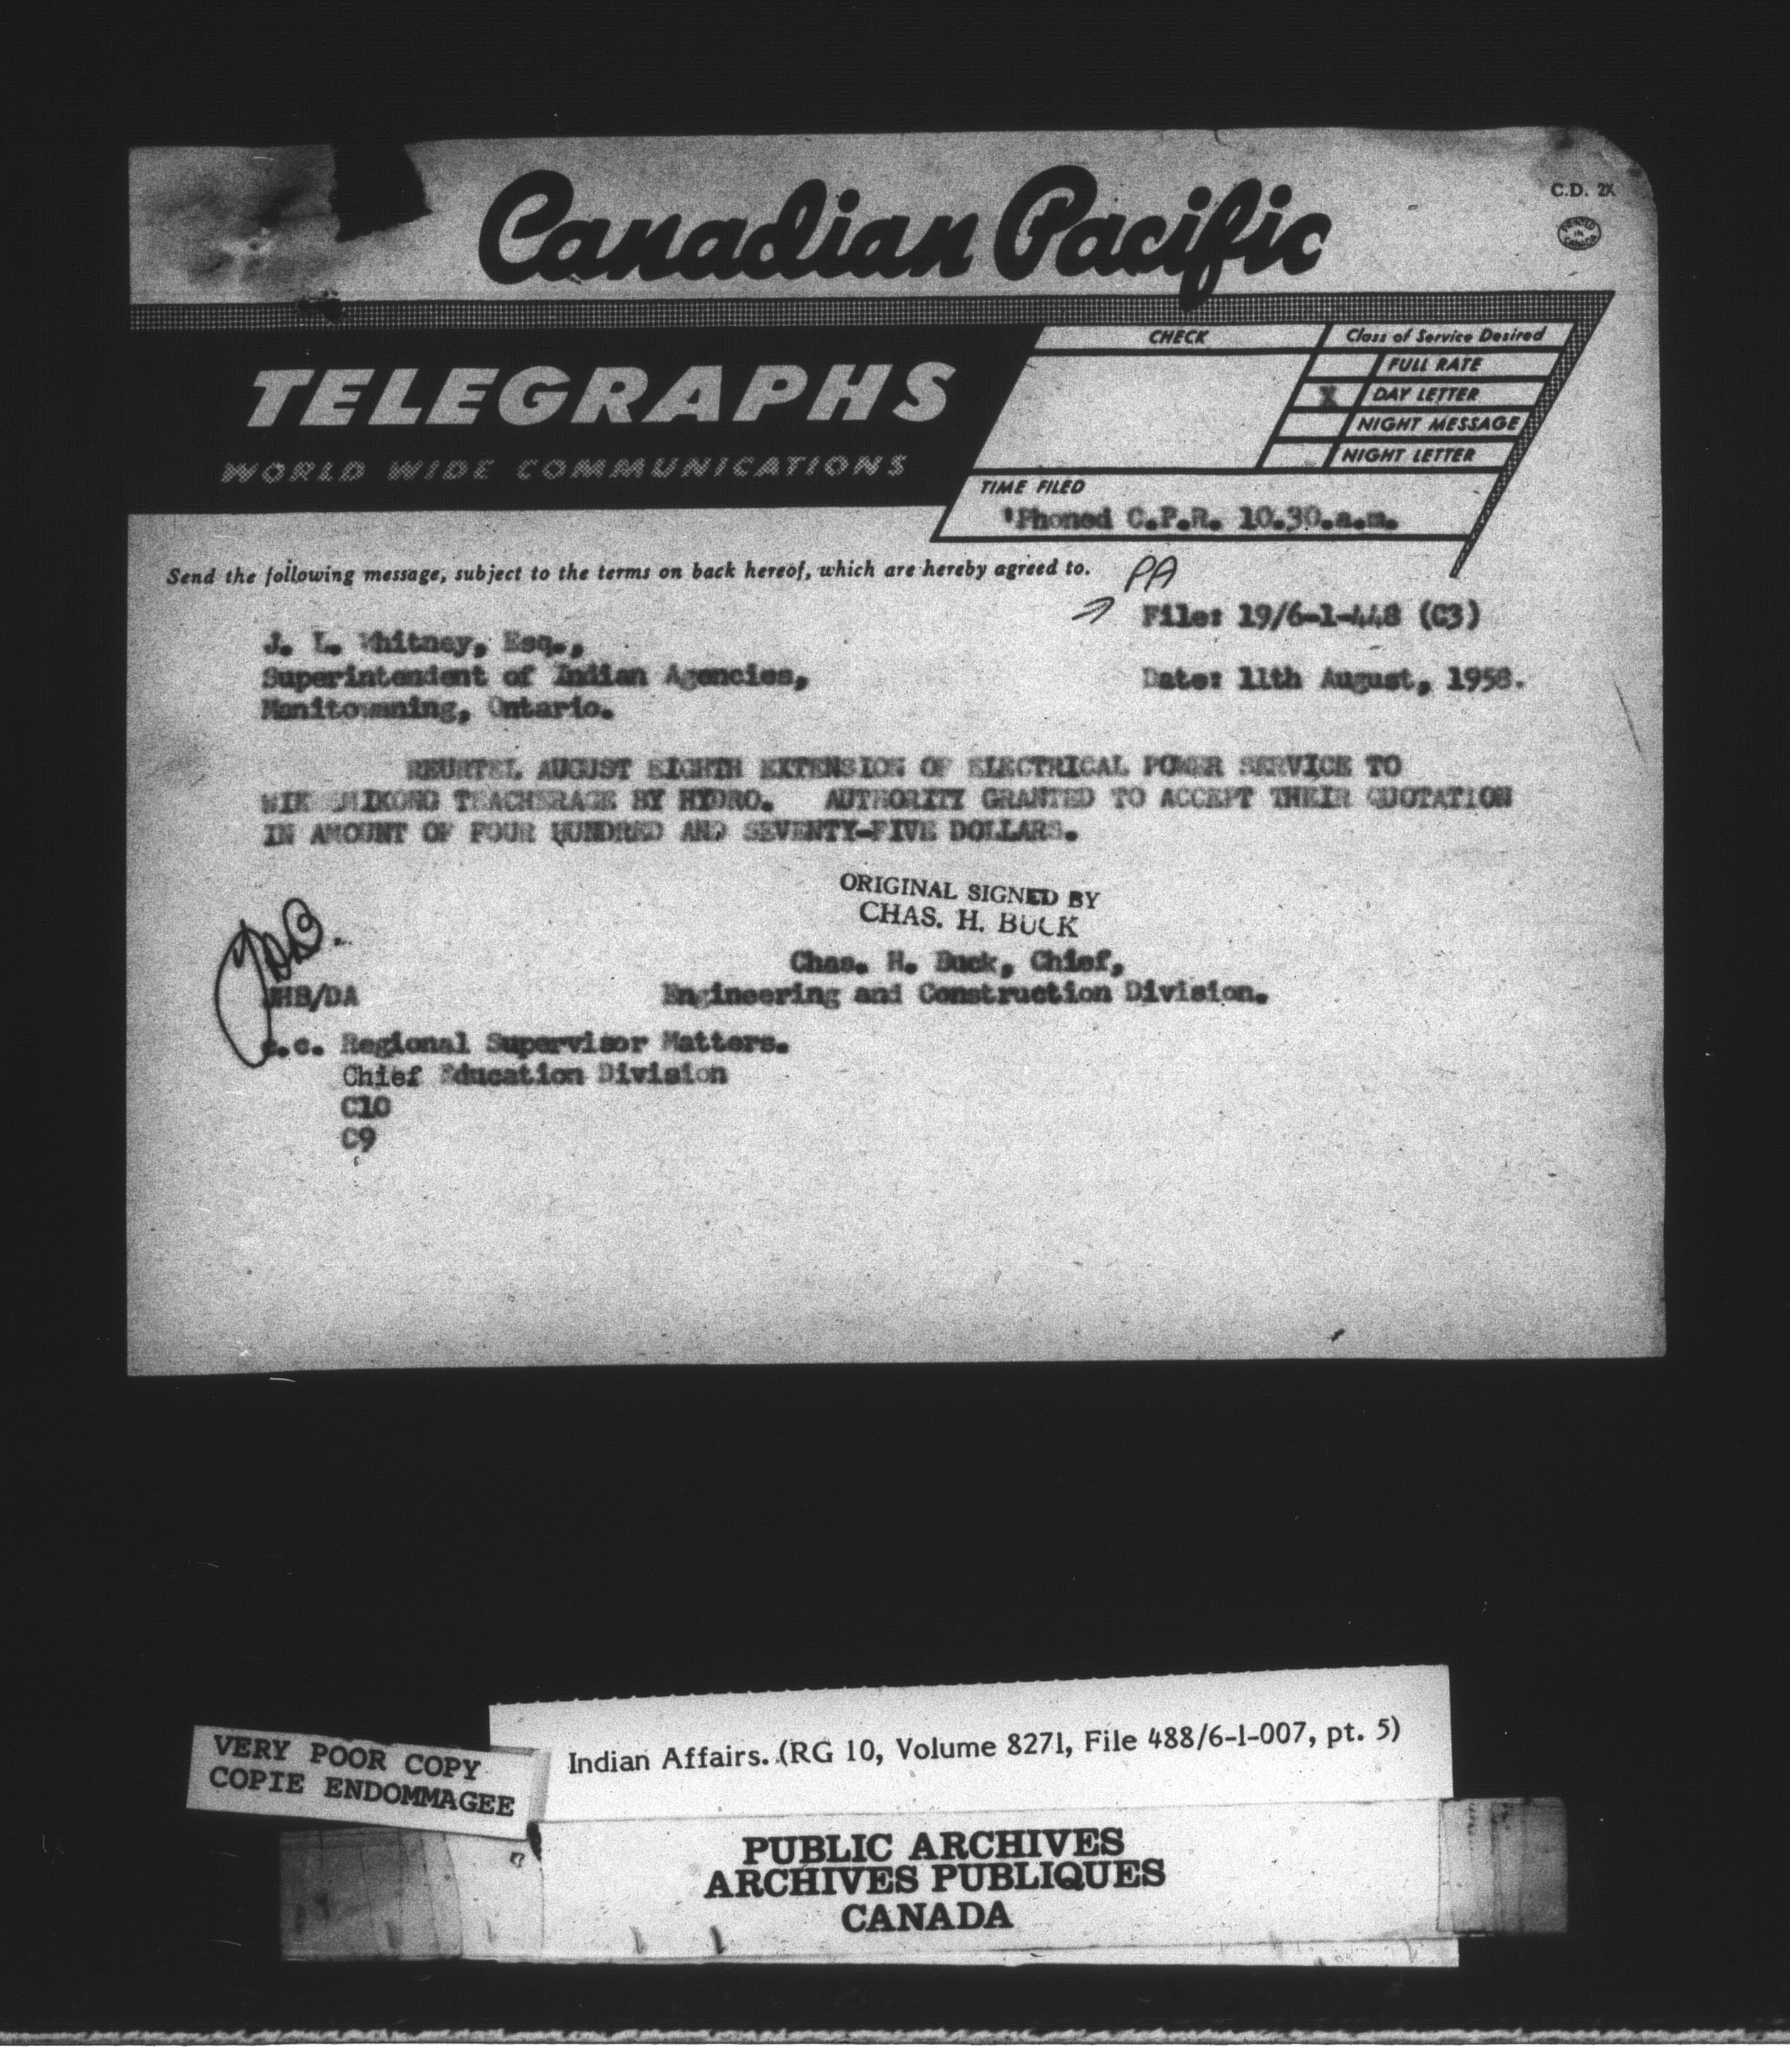 Canadian Pacific
C.D. 2X
PRINTED IN CANADA
TELEGRAPHS
WORLD WIDE COMMUNICATIONS
CHECK
Class of Service Desired
FULL RATE
X DAY LETTER
NIGHT MESSAGE
NIGHT LETTER
TIME FILED
'Phoned C.P.R. 10.30.a.m.
Send the following message, subject to the terms on back hereof, which are hereby agreed to.
PA
File: 19/6-1-448 (C3)
J. L. Whitney, Esq.,
Superintendent of Indian Agencies,
Date: 11th August, 1958.
Manitowaning, Ontario.
REURTEL AUGUST EIGHTH EXTENSION OF ELECTRICAL POWER SERVICE TO
TEACHERAGE BY HYDRO. AUTHORITY GRANTED TO ACCEPT THEIR QUOTATION
IN AMOUNT OF FOUR HUNDRED AND SEVENTY-FIVE DOLLARS.
ORIGINAL SIGNED BY
CHAS. H. BUCK
Chas. H. Buck, Chief,
JHB/DA
Engineering and Construction Division.
c.c. Regional Supervisor Matters.
Chief Education Division
C10
C9
Indian Affairs. (RG 10, Volume 8271, File 488/6-1-007, pt. 5)
VERY POOR COPY
COPIE ENDOMMAGEE
PUBLIC ARCHIVES
ARCHIVES PUBLIQUES
CANADA